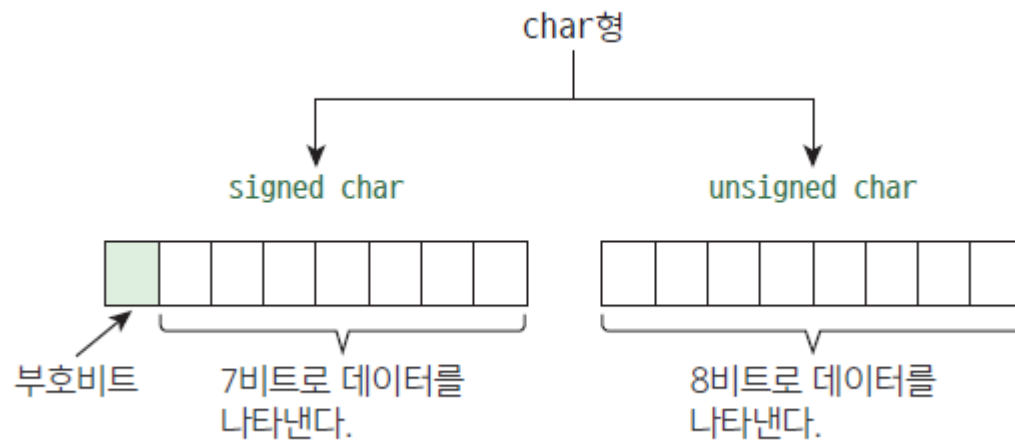 char형
signed char
unsigned char
부호비트
7비트로 데이터를
나타낸다.
8비트로 데이터를
나타낸다.